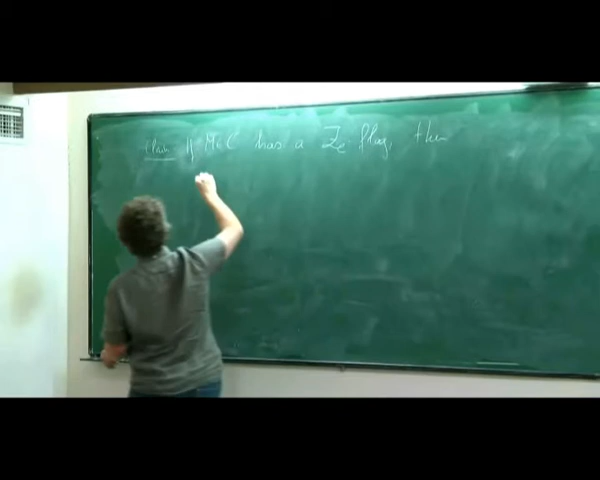 Claim: If M∈C has a Z_e flag, then